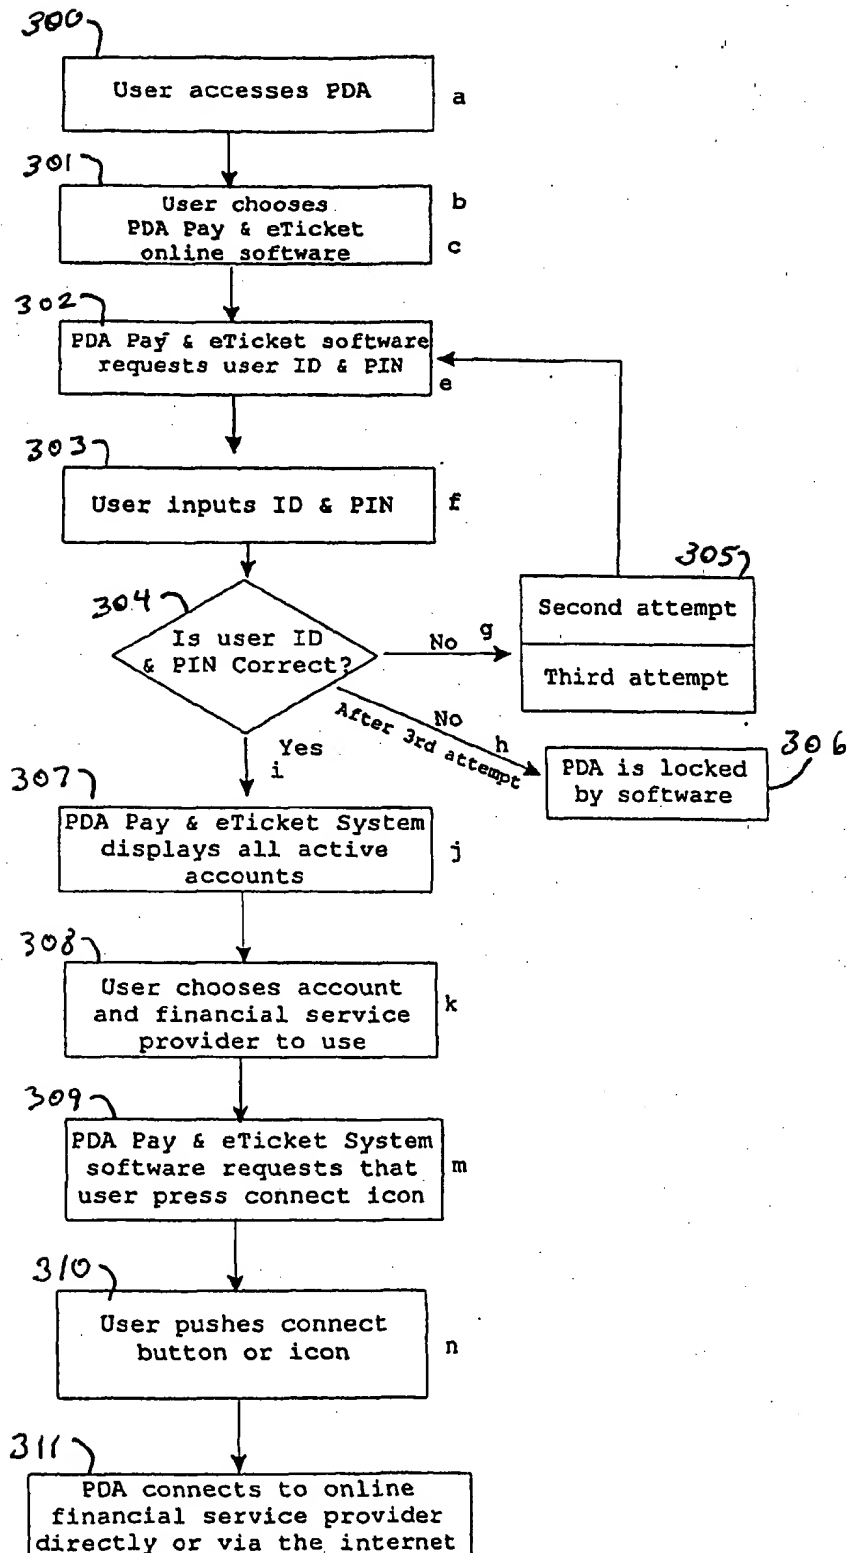 300
User accesses PDA
a
301
User chooses
b
PDA Pay & eTicket
online software
c
302
PDA Pay & eTicket software
requests user ID & PIN
e
303
User inputs ID & PIN
f
304
Is user ID
& PIN Correct?
No g
305
Second attempt
Third attempt
No
After 3rd attempt
h
306
PDA is locked
by software
Yes
i
307
PDA Pay & eTicket System
displays all active
accounts
j
308
User chooses account
and financial service
provider to use
k
309
PDA Pay & eTicket System
software requests that
user press connect icon
m
310
User pushes connect
button or icon
n
311
PDA connects to online
financial service provider
directly or via the internet